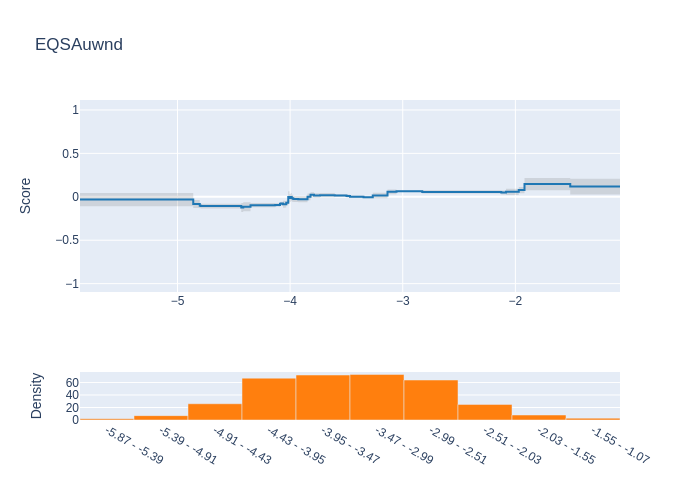 EQSAuwnd
Score
1
0.5
0
−0.5
−1
−5
−4
−3
−2
Density
60
40
20
0
-5.87 - -5.39
-5.39 - -4.91
-4.91 - -4.43
-4.43 - -3.95
-3.95 - -3.47
-3.47 - -2.99
-2.99 - -2.51
-2.51 - -2.03
-2.03 - -1.55
-1.55 - -1.07